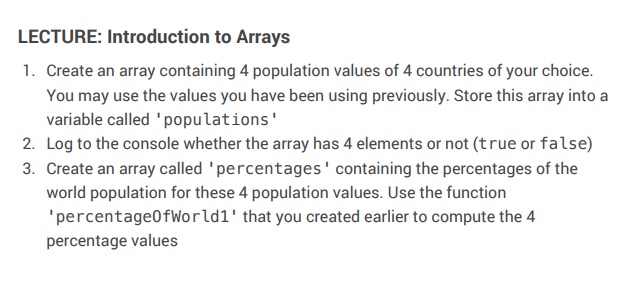 LECTURE: Introduction to Arrays
1. Create an array containing 4 population values of 4 countries of your choice.
You may use the values you have been using previously. Store this array into a
variable called 'populations'
2. Log to the console whether the array has 4 elements or not (true or false)
3. Create an array called 'percentages' containing the percentages of the
world population for these 4 population values. Use the function
'percentageOfWorld1' that you created earlier to compute the 4
percentage values